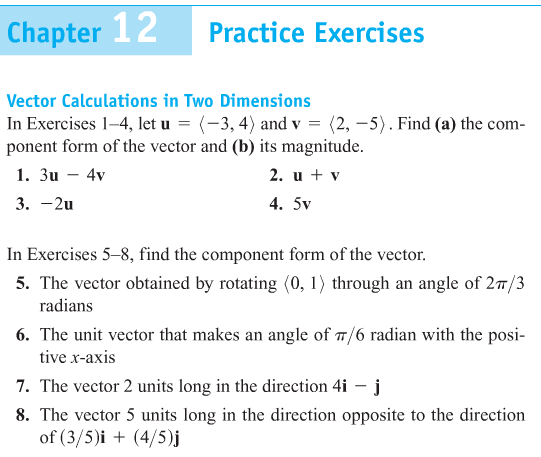 Chapter 12 Practice Exercises
Vector Calculations in Two Dimensions
In Exercises 1–4, let u = ⟨−3, 4⟩ and v = ⟨2, −5⟩. Find (a) the com-
ponent form of the vector and (b) its magnitude.
1. 3u − 4v 2. u + v
3. −2u 4. 5v
In Exercises 5–8, find the component form of the vector.
5. The vector obtained by rotating ⟨0, 1⟩ through an angle of 2π/3
radians
6. The unit vector that makes an angle of π/6 radian with the posi-
tive x-axis
7. The vector 2 units long in the direction 4i − j
8. The vector 5 units long in the direction opposite to the direction
of (3/5)i + (4/5)j